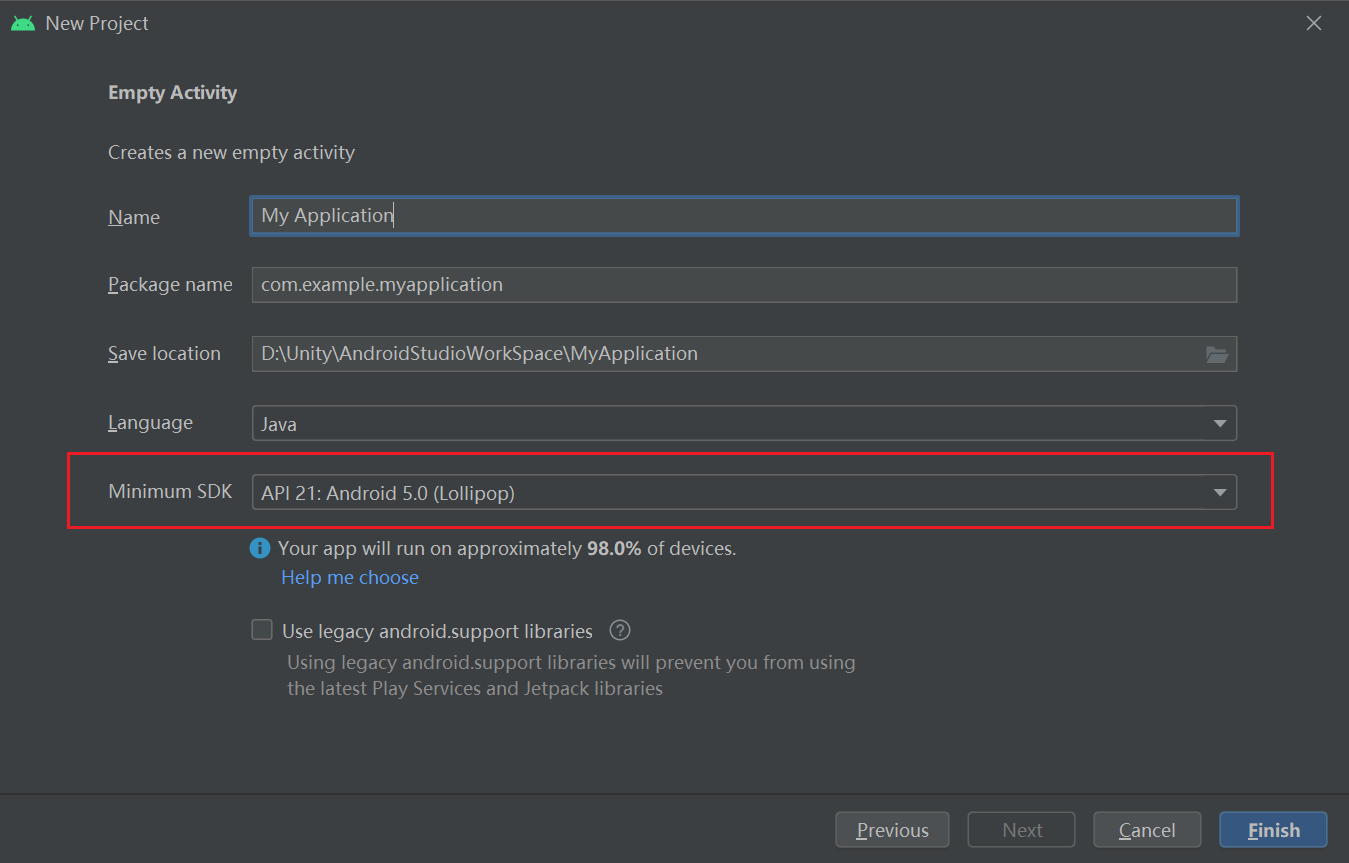 New Project
Empty Activity
Creates a new empty activity
Name My Application
Package name com.example.myapplication
Save location D:\Unity\AndroidStudioWorkSpace\MyApplication
Language Java
Minimum SDK API 21: Android 5.0 (Lollipop)
Your app will run on approximately 98.0% of devices.
Help me choose
Use legacy android.support libraries ?
Using legacy android.support libraries will prevent you from using
the latest Play Services and Jetpack libraries
Previous Next Cancel Finish